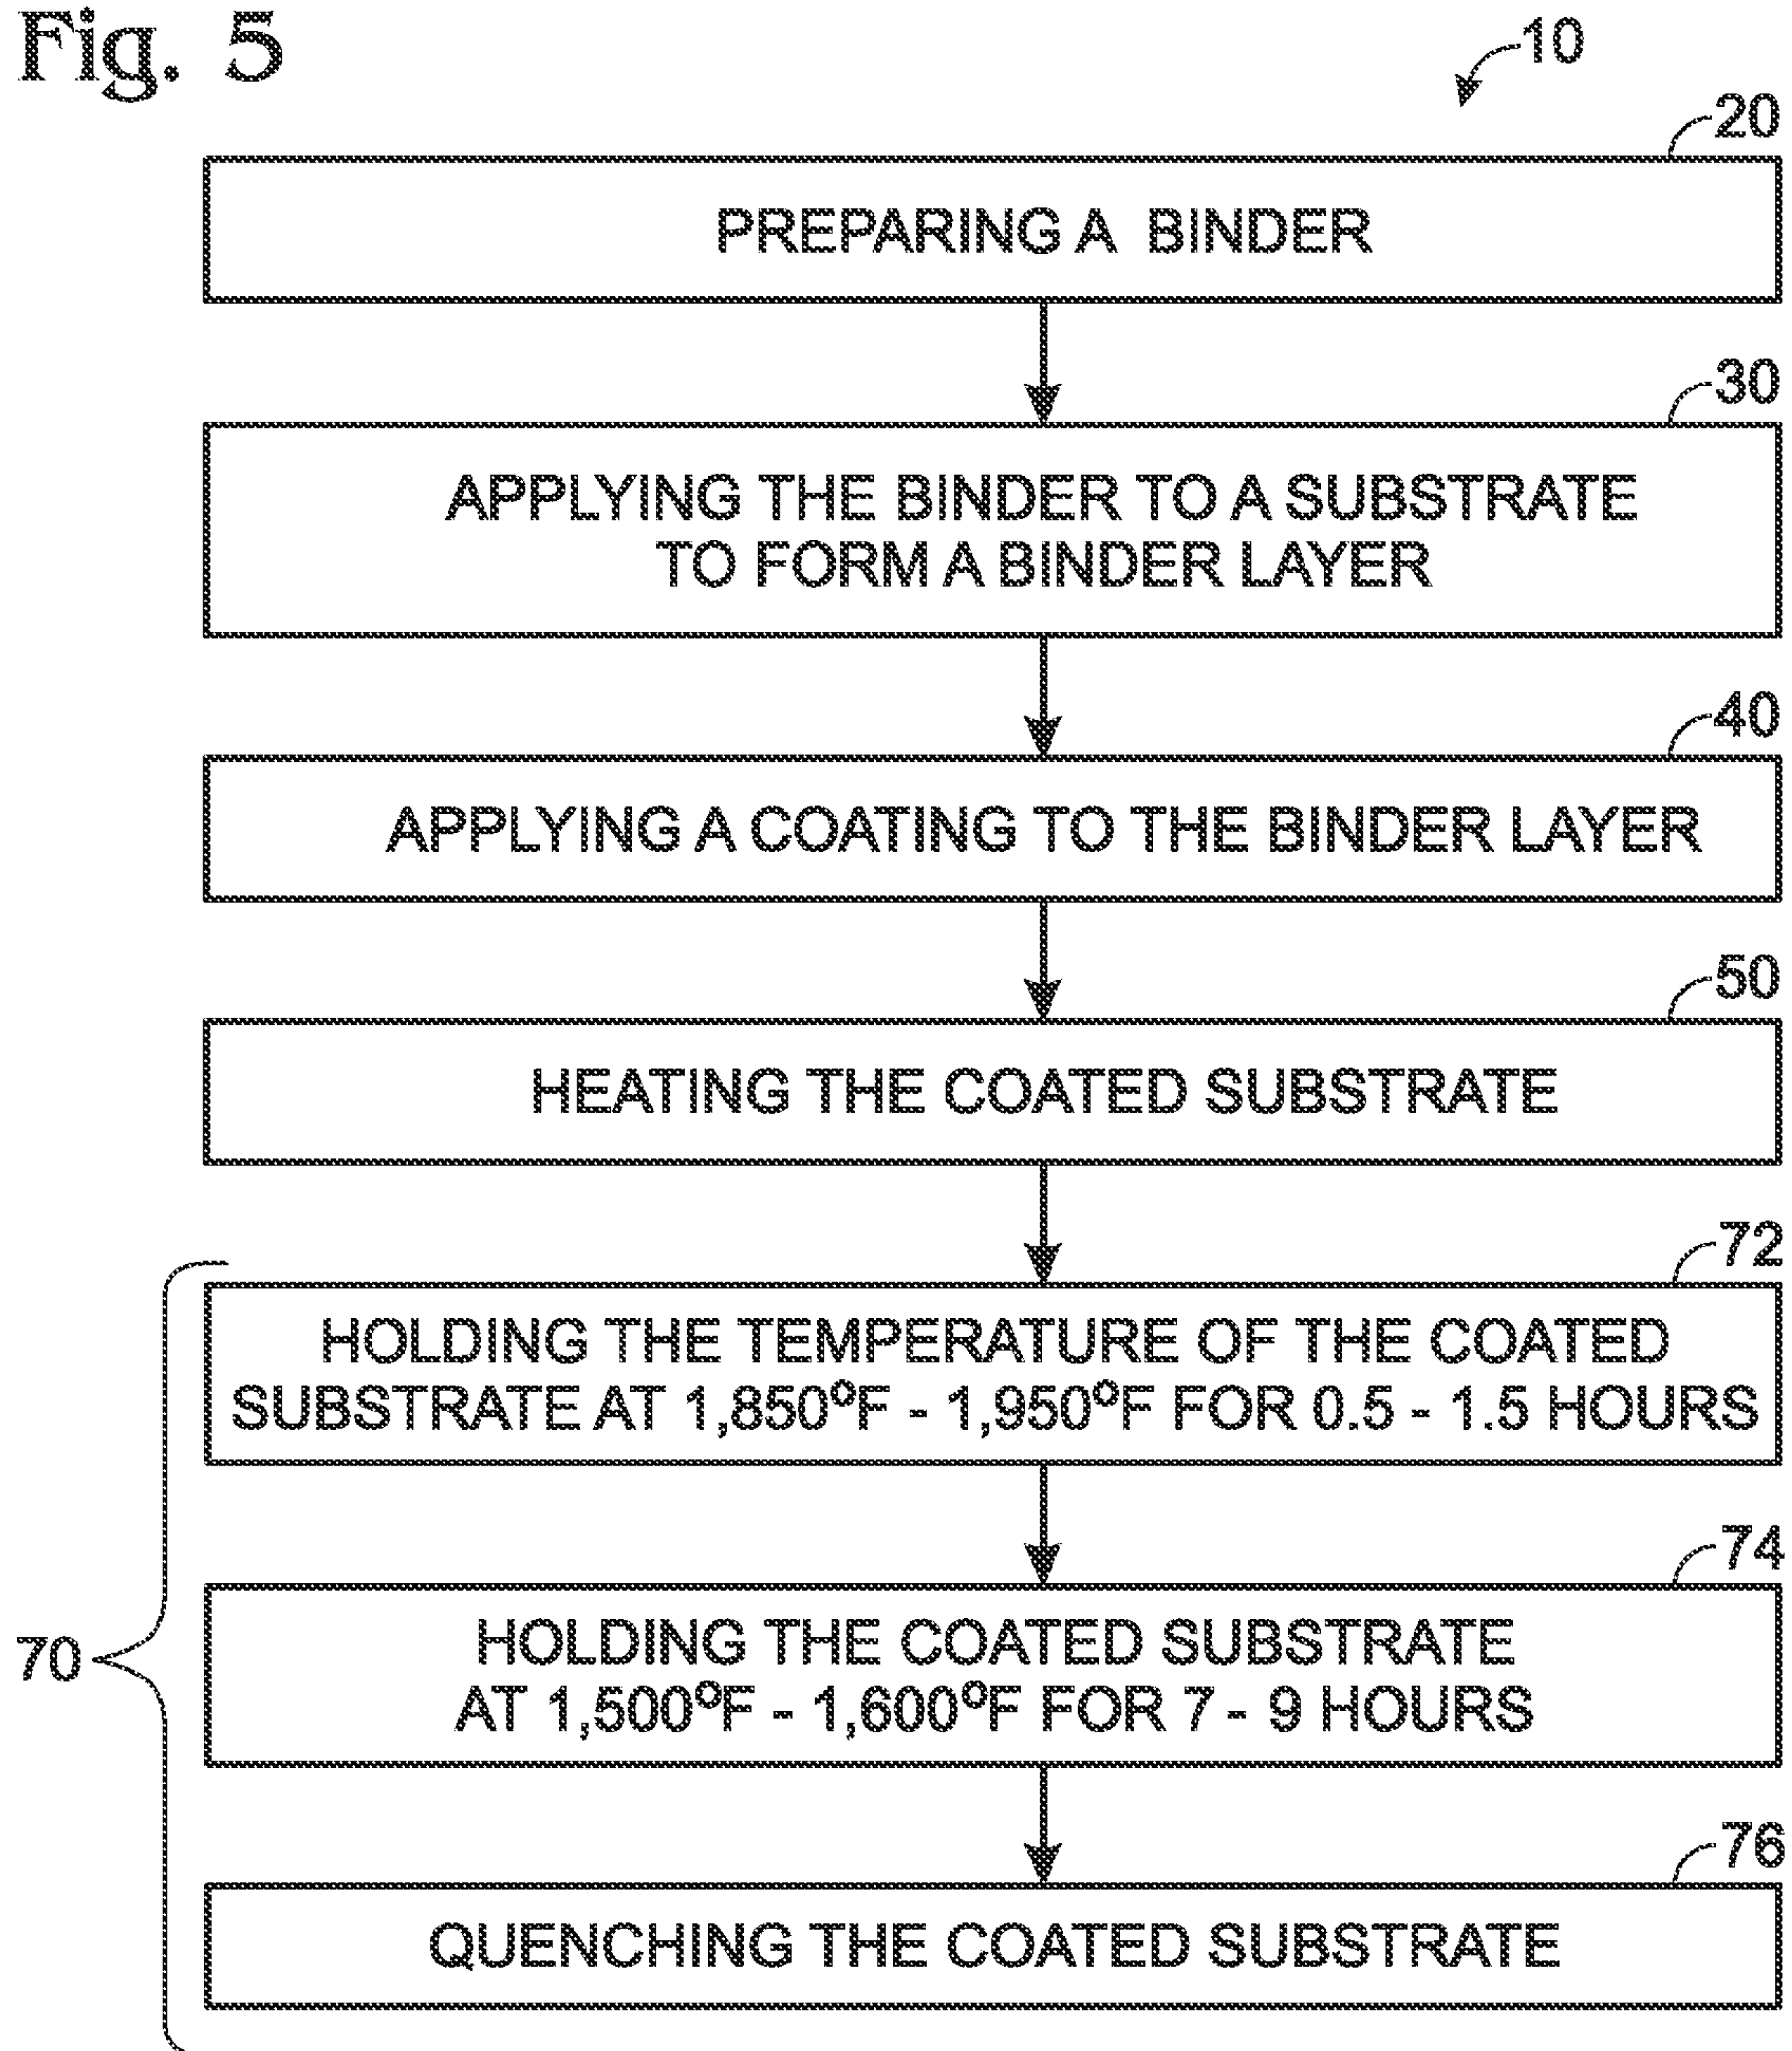 Fig. 5
10
20
PREPARING A BINDER
30
APPLYING THE BINDER TO A SUBSTRATE
TO FORM A BINDER LAYER
40
APPLYING A COATING TO THE BINDER LAYER
50
HEATING THE COATED SUBSTRATE
72
HOLDING THE TEMPERATURE OF THE COATED
SUBSTRATE AT 1,850°F - 1,950°F FOR 0.5 - 1.5 HOURS
74
HOLDING THE COATED SUBSTRATE
AT 1,500°F - 1,600°F FOR 7 - 9 HOURS
70
76
QUENCHING THE COATED SUBSTRATE